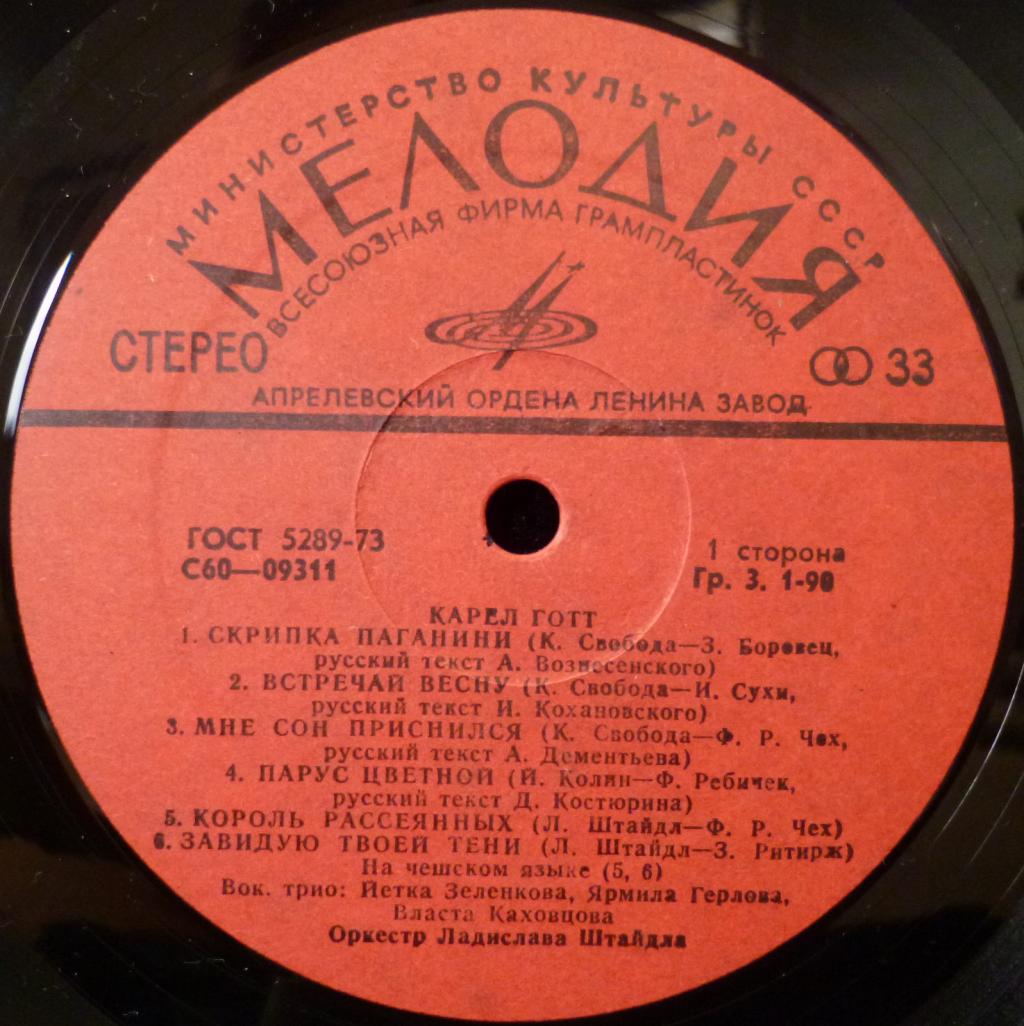 МИНИСТЕРСТВО КУЛЬТУРЫ СССР
МЕЛОДИЯ
ВСЕСОЮЗНАЯ ФИРМА ГРАМПЛАСТИНОК
СТЕРЕО
33
АПРЕЛЕВСКИЙ ОРДЕНА ЛЕНИНА ЗАВОД
ГОСТ 5289-73
С60—09311
1 сторона
Гр. 3. 1-90
КАРЕЛ ГОТТ
1. СКРИПКА ПАГАНИНИ (К. Свобода—З. Боровец,
русский текст А. Вознесенского)
2. ВСТРЕЧАЙ ВЕСНУ (К. Свобода—И. Сухи,
русский текст И. Кохановского)
3. МНЕ СОН ПРИСНИЛСЯ (К. Свобода—Ф. Р. Чех,
русский текст А. Дементьева)
4. ПАРУС ЦВЕТНОЙ (Й. Колин—Ф. Ребичек,
русский текст Д. Костюрина)
5. КОРОЛЬ РАССЕЯННЫХ (Л. Штайдл—Ф. Р. Чех)
6. ЗАВИДУЮ ТВОЕЙ ТЕНИ (Л. Штайдл—З. Ритирж)
На чешском языке (5, 6)
Вок. трио: Йетка Зеленкова, Ярмила Герлова,
Власта Каховцова
Оркестр Ладислава Штайдла